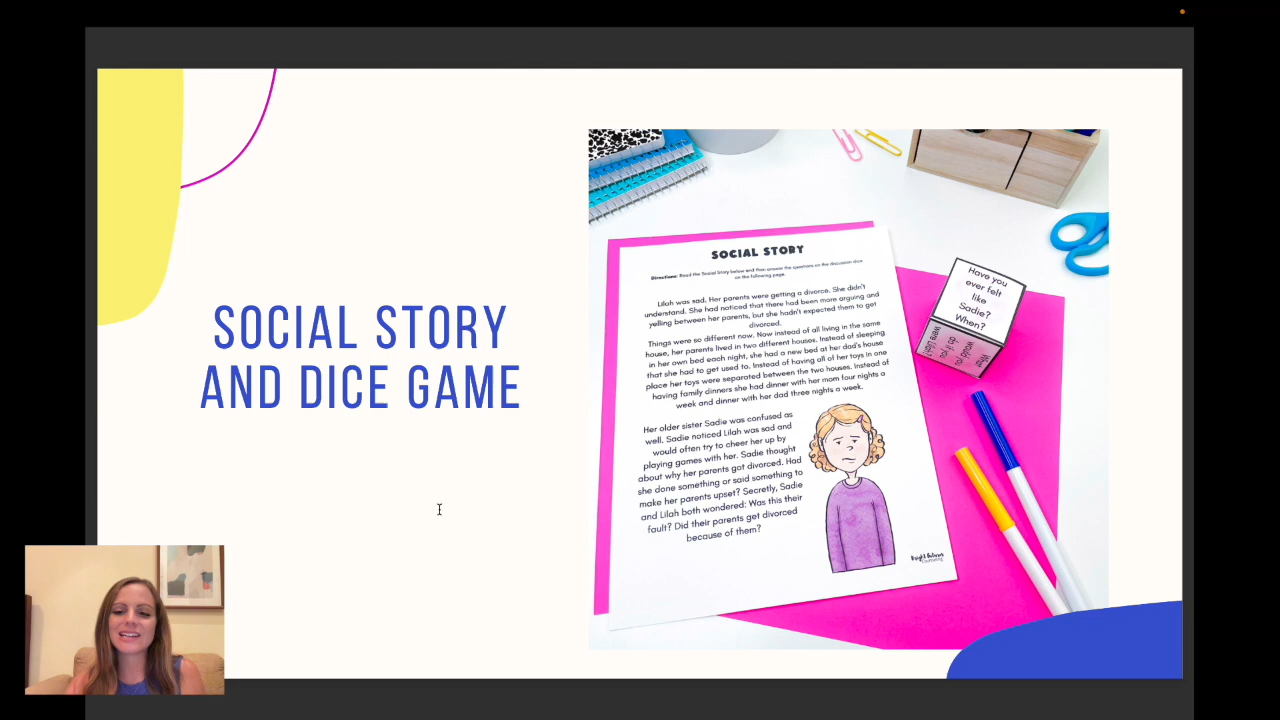 SOCIAL STORY
AND DICE GAME
SOCIAL STORY
Directions: Read the Social Story below and then answer the questions on the discussion dice
on the following page.
Lilah was sad. Her parents were getting a divorce. She didn't
understand. She had noticed that there had been more arguing and
yelling between her parents, but she hadn't expected them to get
divorced.
Things were so different now. Now instead of all living in the same
house, her parents lived in two different houses. Instead of sleeping
in her own bed each night, she had a new bed at her dad's house
that she had to get used to. Instead of having all of her toys in one
place her toys were separated between the two houses. Instead of
having family dinners she had dinner with her mom four nights a
week and dinner with her dad three nights a week.
Her older sister Sadie was confused as
well. Sadie noticed Lilah was sad and
would often try to cheer her up by
playing games with her. Sadie thought
about why her parents got divorced. Had
she done something or said something to
make her parents upset? Secretly, Sadie
and Lilah both wondered: Was this their
fault? Did their parents get divorced
because of them?
Bright Futures
Counseling
Have you
ever felt
like
Sadie?
When?
What
would you
do if you
were Lilah?